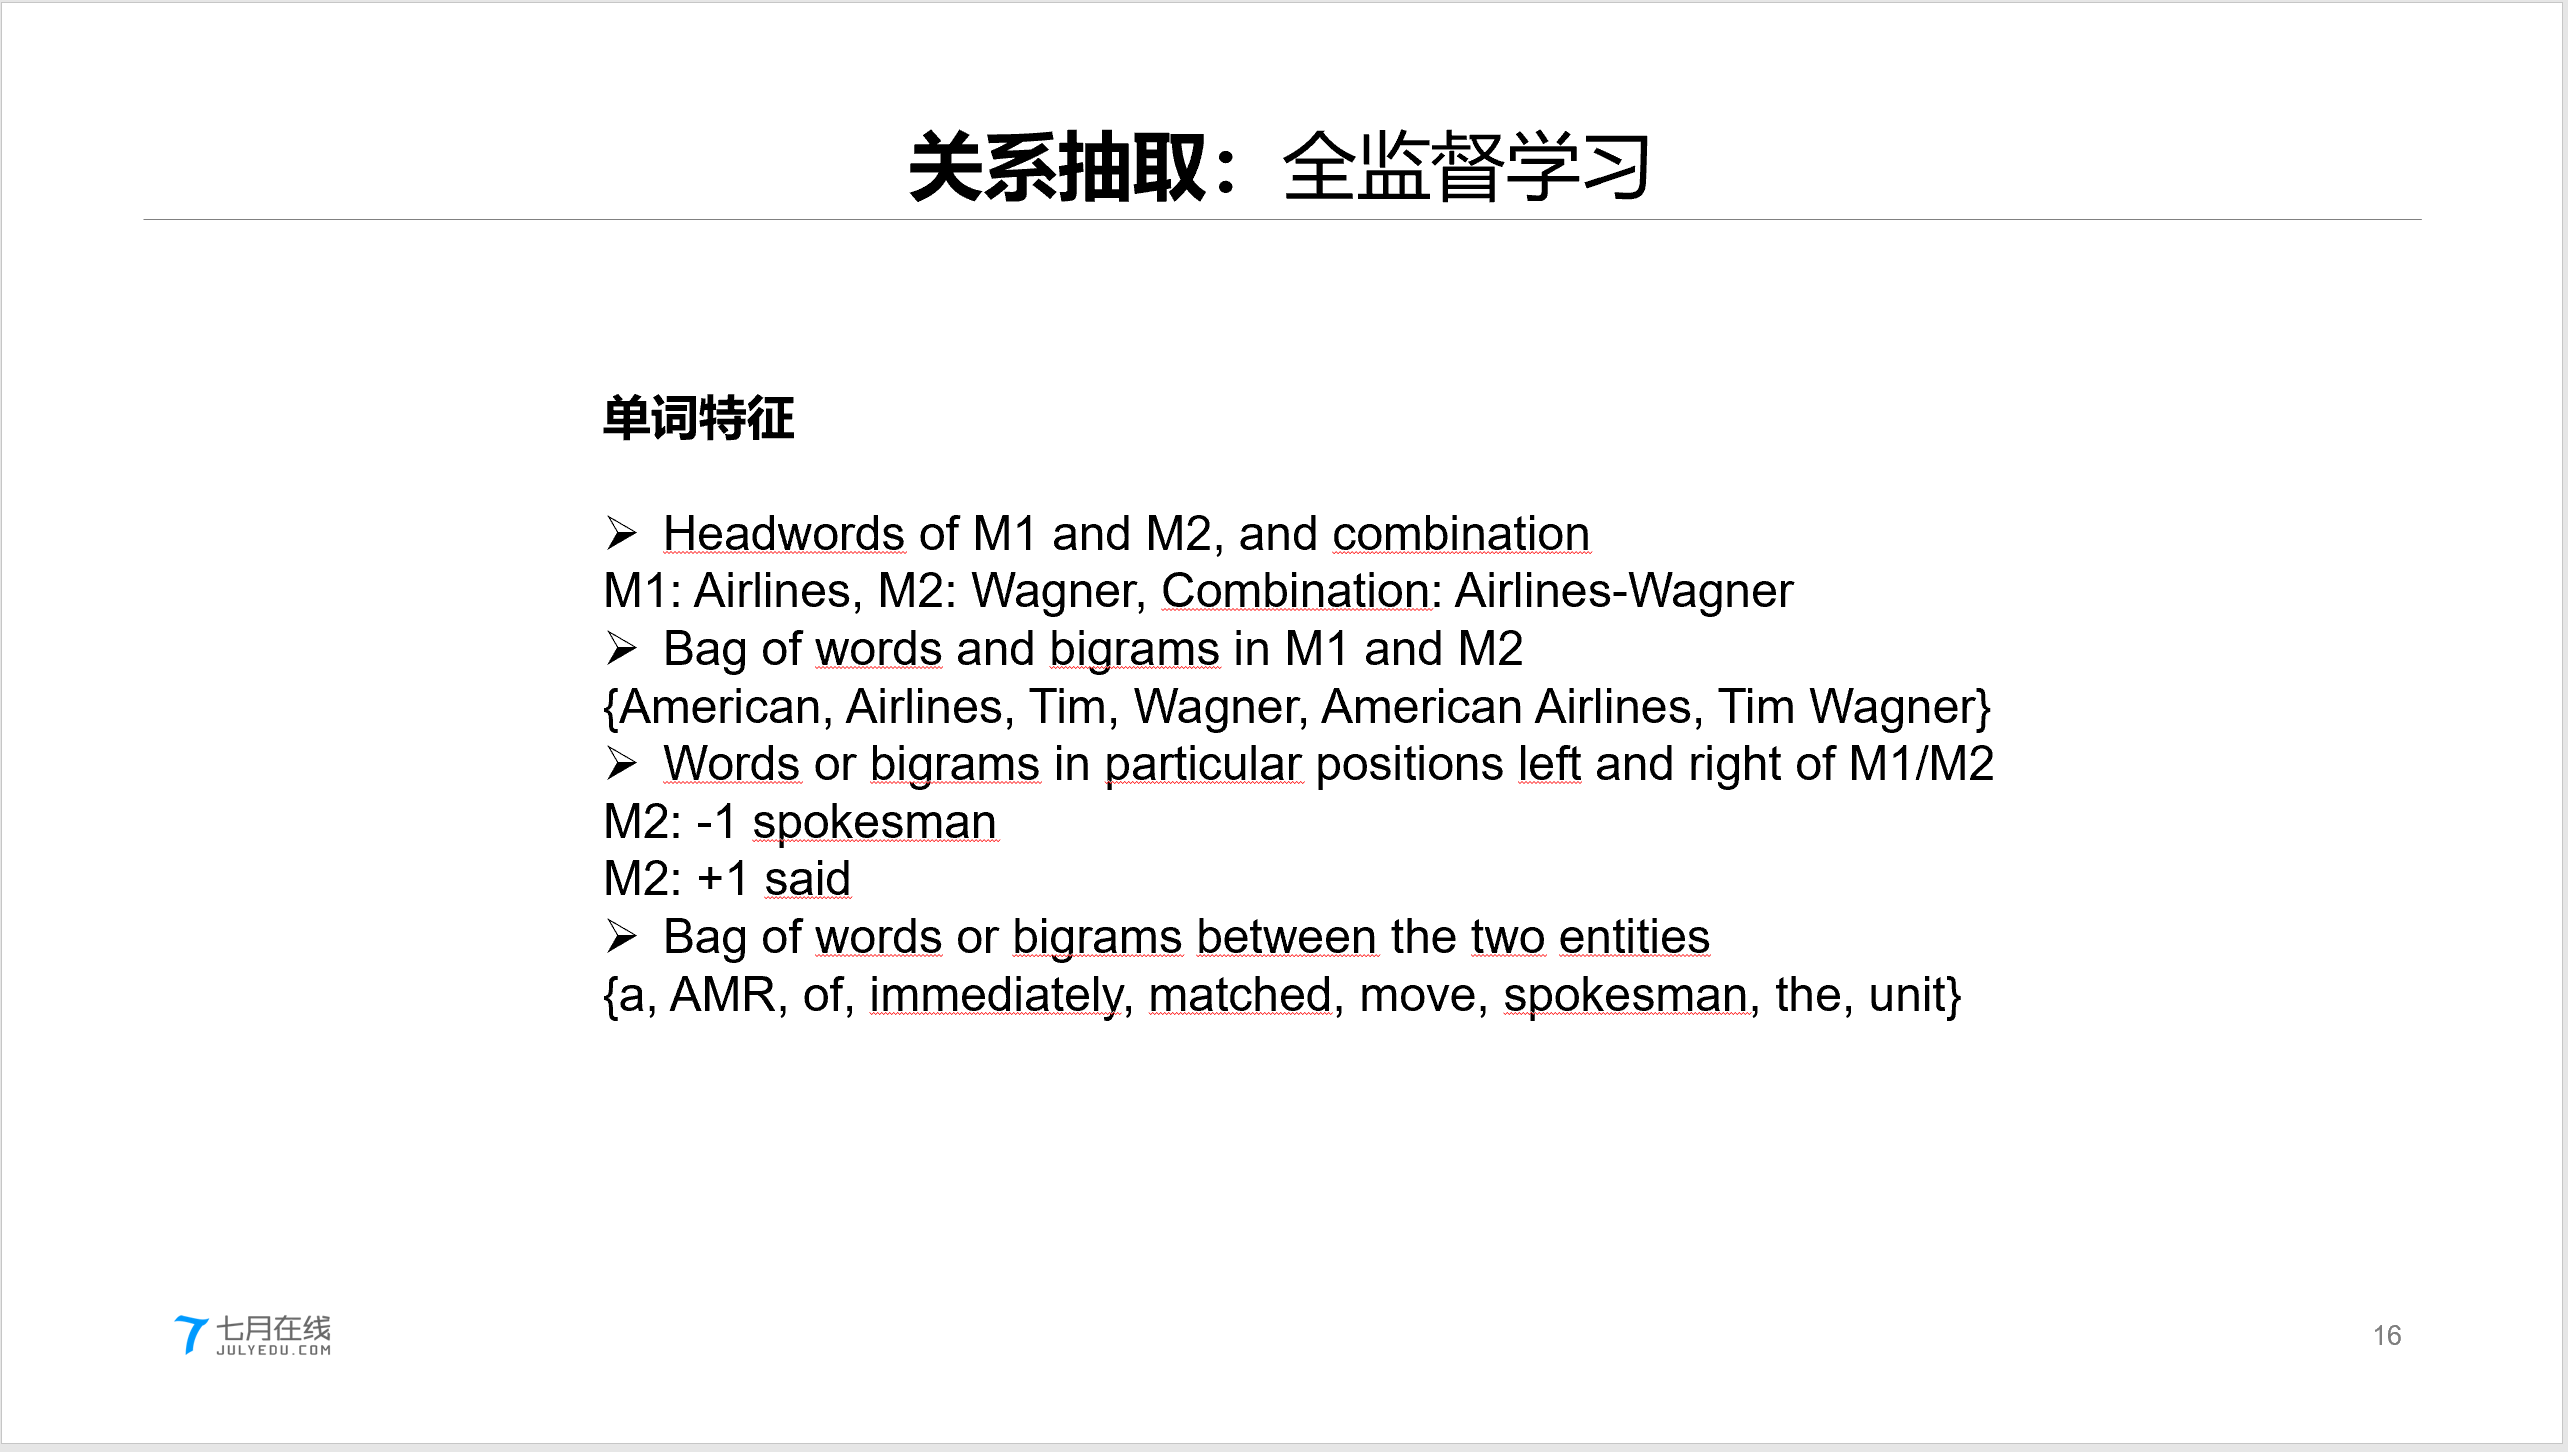 关系抽取：全监督学习
单词特征
➢ Headwords of M1 and M2, and combination
M1: Airlines, M2: Wagner, Combination: Airlines-Wagner
➢ Bag of words and bigrams in M1 and M2
{American, Airlines, Tim, Wagner, American Airlines, Tim Wagner}
➢ Words or bigrams in particular positions left and right of M1/M2
M2: -1 spokesman
M2: +1 said
➢ Bag of words or bigrams between the two entities
{a, AMR, of, immediately, matched, move, spokesman, the, unit}
七月在线
JULYEDU.COM
16